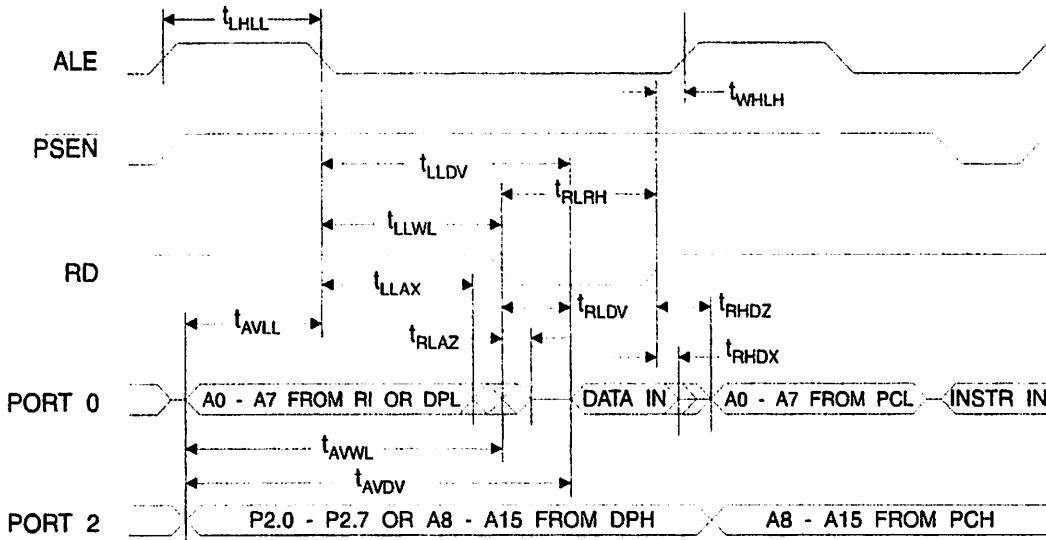 tLHLL
ALE
tWHLH
PSEN
tLLDV
tRLRH
tLLWL
RD
tLLAX
tRLDV
tRHDZ
tAVLL
tRLAZ
tRHDX
PORT 0
A0 - A7 FROM RI OR DPL
DATA IN
A0 - A7 FROM PCL
INSTR IN
tAVWL
tAVDV
PORT 2
P2.0 - P2.7 OR A8 - A15 FROM DPH
A8 - A15 FROM PCH